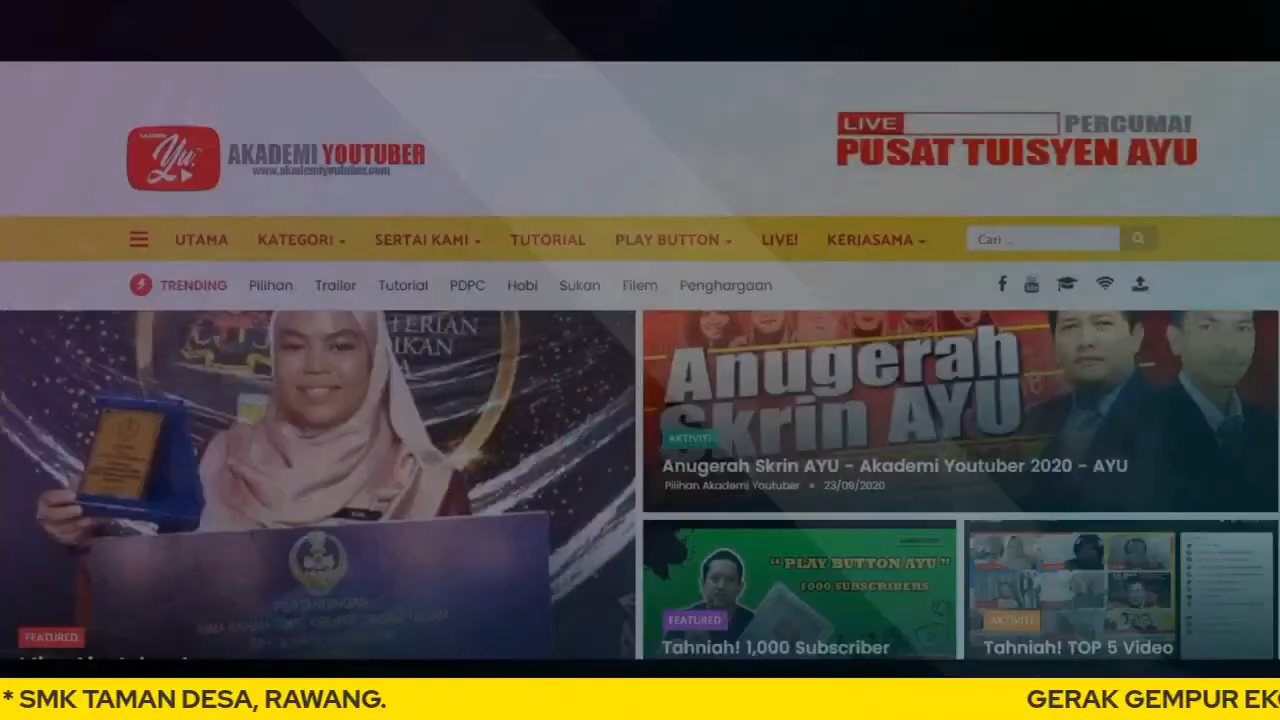 AKADEMI YOUTUBER
www.akademiyoutuber.com
LIVE PERCUMA!
PUSAT TUISYEN AYU
UTAMA KATEGORI SERTAI KAMI TUTORIAL PLAY BUTTON LIVE! KERJASAMA Cari ...
TRENDING Pilihan Trailer Tutorial PDPC Hobi Sukan Filem Penghargaan
Anugerah
Skrin AYU
AKTIVITI
Anugerah Skrin AYU - Akademi Youtuber 2020 - AYU
Pilihan Akademi Youtuber 23/09/2020
"PLAY BUTTON AYU"
1000 SUBSCRIBERS
FEATURED
Tahniah! 1,000 Subscriber
AKTIVITI
Tahniah! TOP 5 Video
FEATURED
* SMK TAMAN DESA, RAWANG.
GERAK GEMPUR